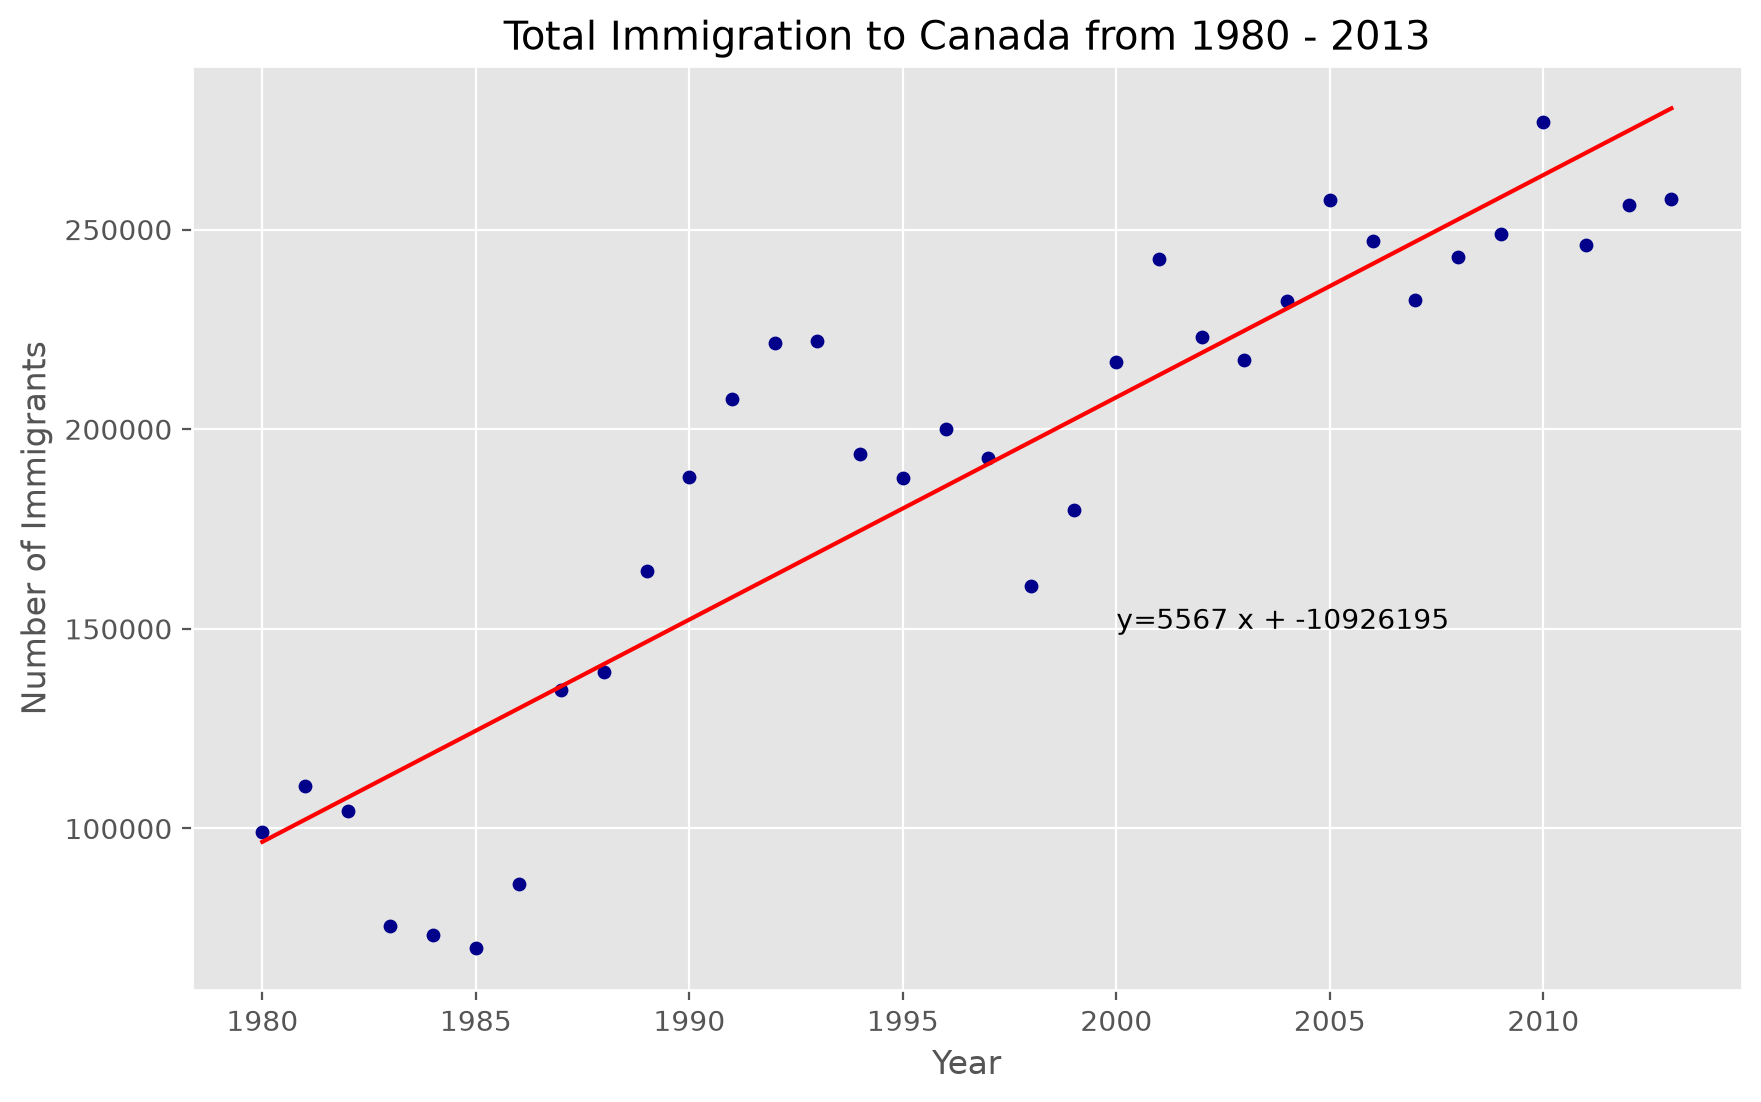 Total Immigration to Canada from 1980 - 2013
Number of Immigrants
250000
200000
150000
100000
y=5567 x + -10926195
1980 1985 1990 1995 2000 2005 2010
Year